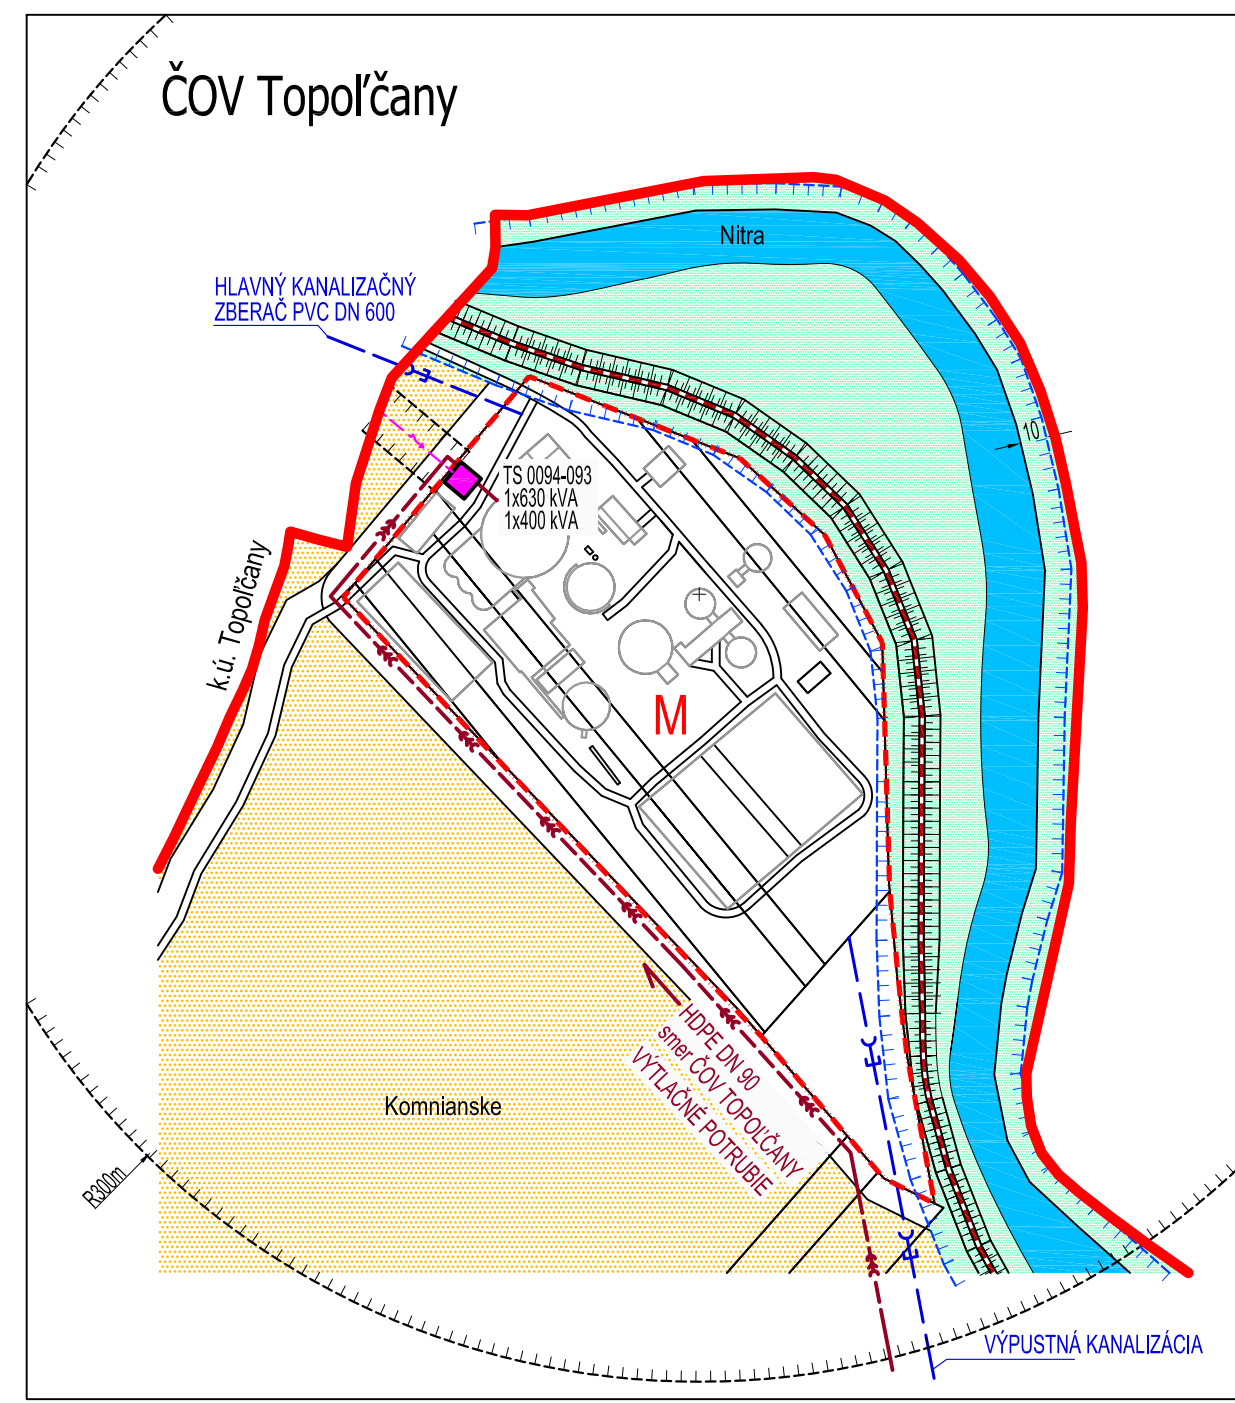 ČOV Topoľčany
Nitra
HLAVNÝ KANALIZAČNÝ
ZBERAČ PVC DN 600
10
TS 0094-093
1x630 kVA
1x400 kVA
k.ú. Topoľčany
M
HDPE DN 90
smer ČOV TOPOĽČANY
VÝTLAČNÉ POTRUBIE
Komnianske
R300m
VÝPUSTNÁ KANALIZÁCIA